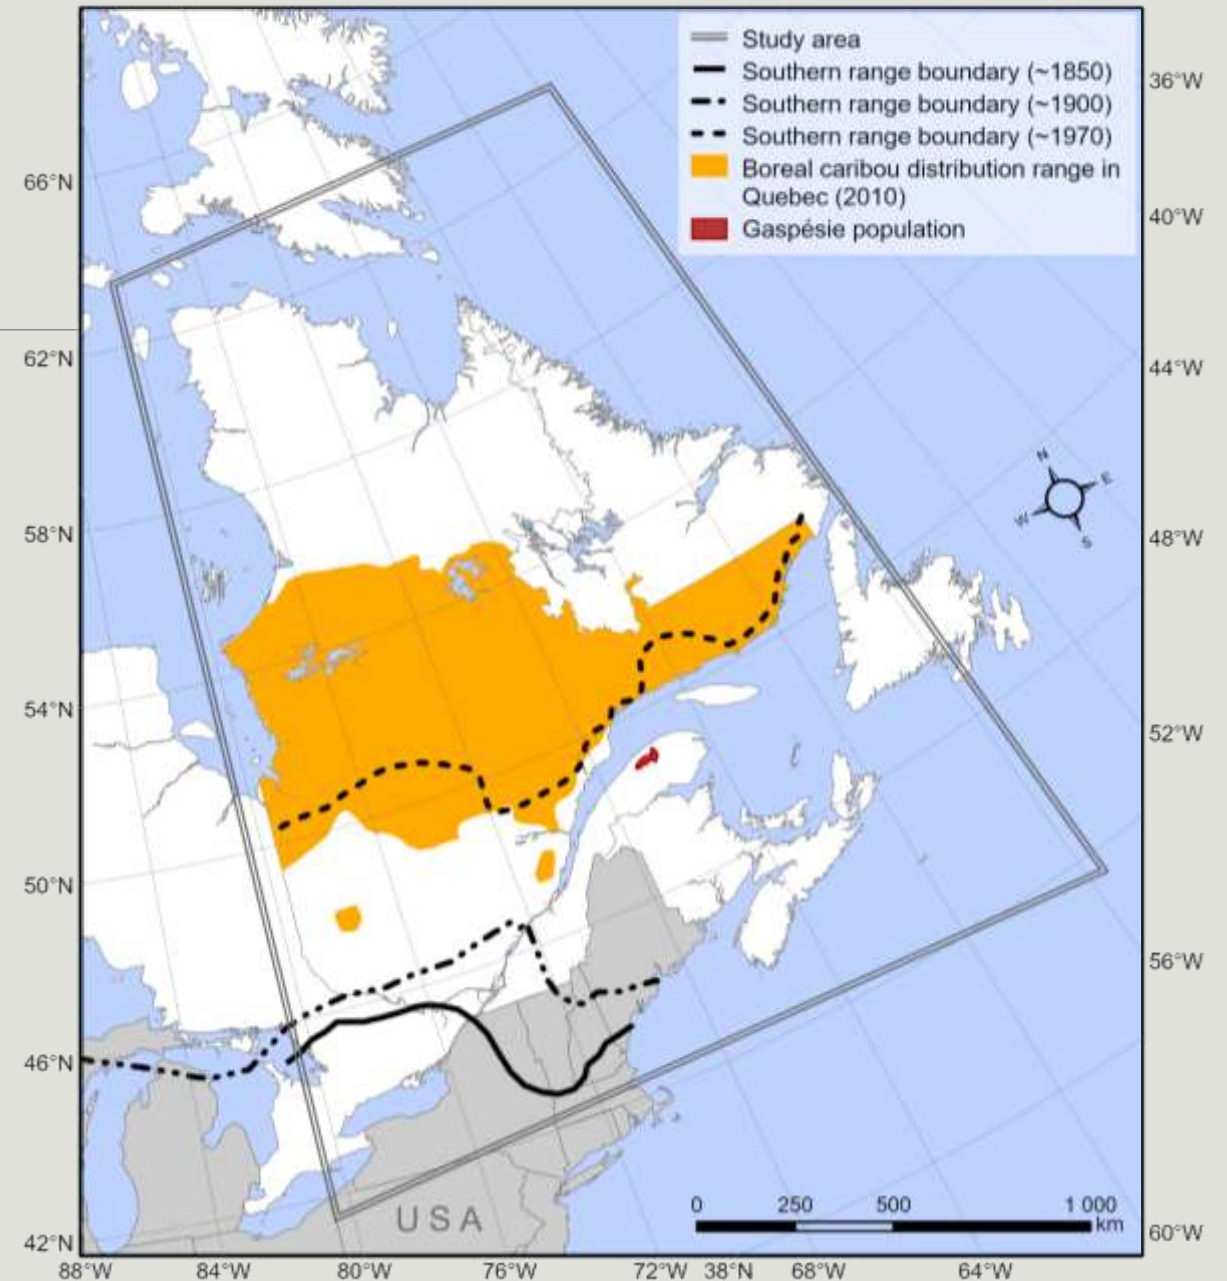 Study area
Southern range boundary (~1850)
Southern range boundary (~1900)
Southern range boundary (~1970)
Boreal caribou distribution range in
Quebec (2010)
Gaspésie population
66°N
62°N
58°N
54°N
50°N
46°N
42°N
36°W
40°W
44°W
48°W
52°W
56°W
60°W
N
E
W
S
USA
0 250 500 1 000
km
88°W 84°W 80°W 76°W 72°W 38°N 68°W 64°W